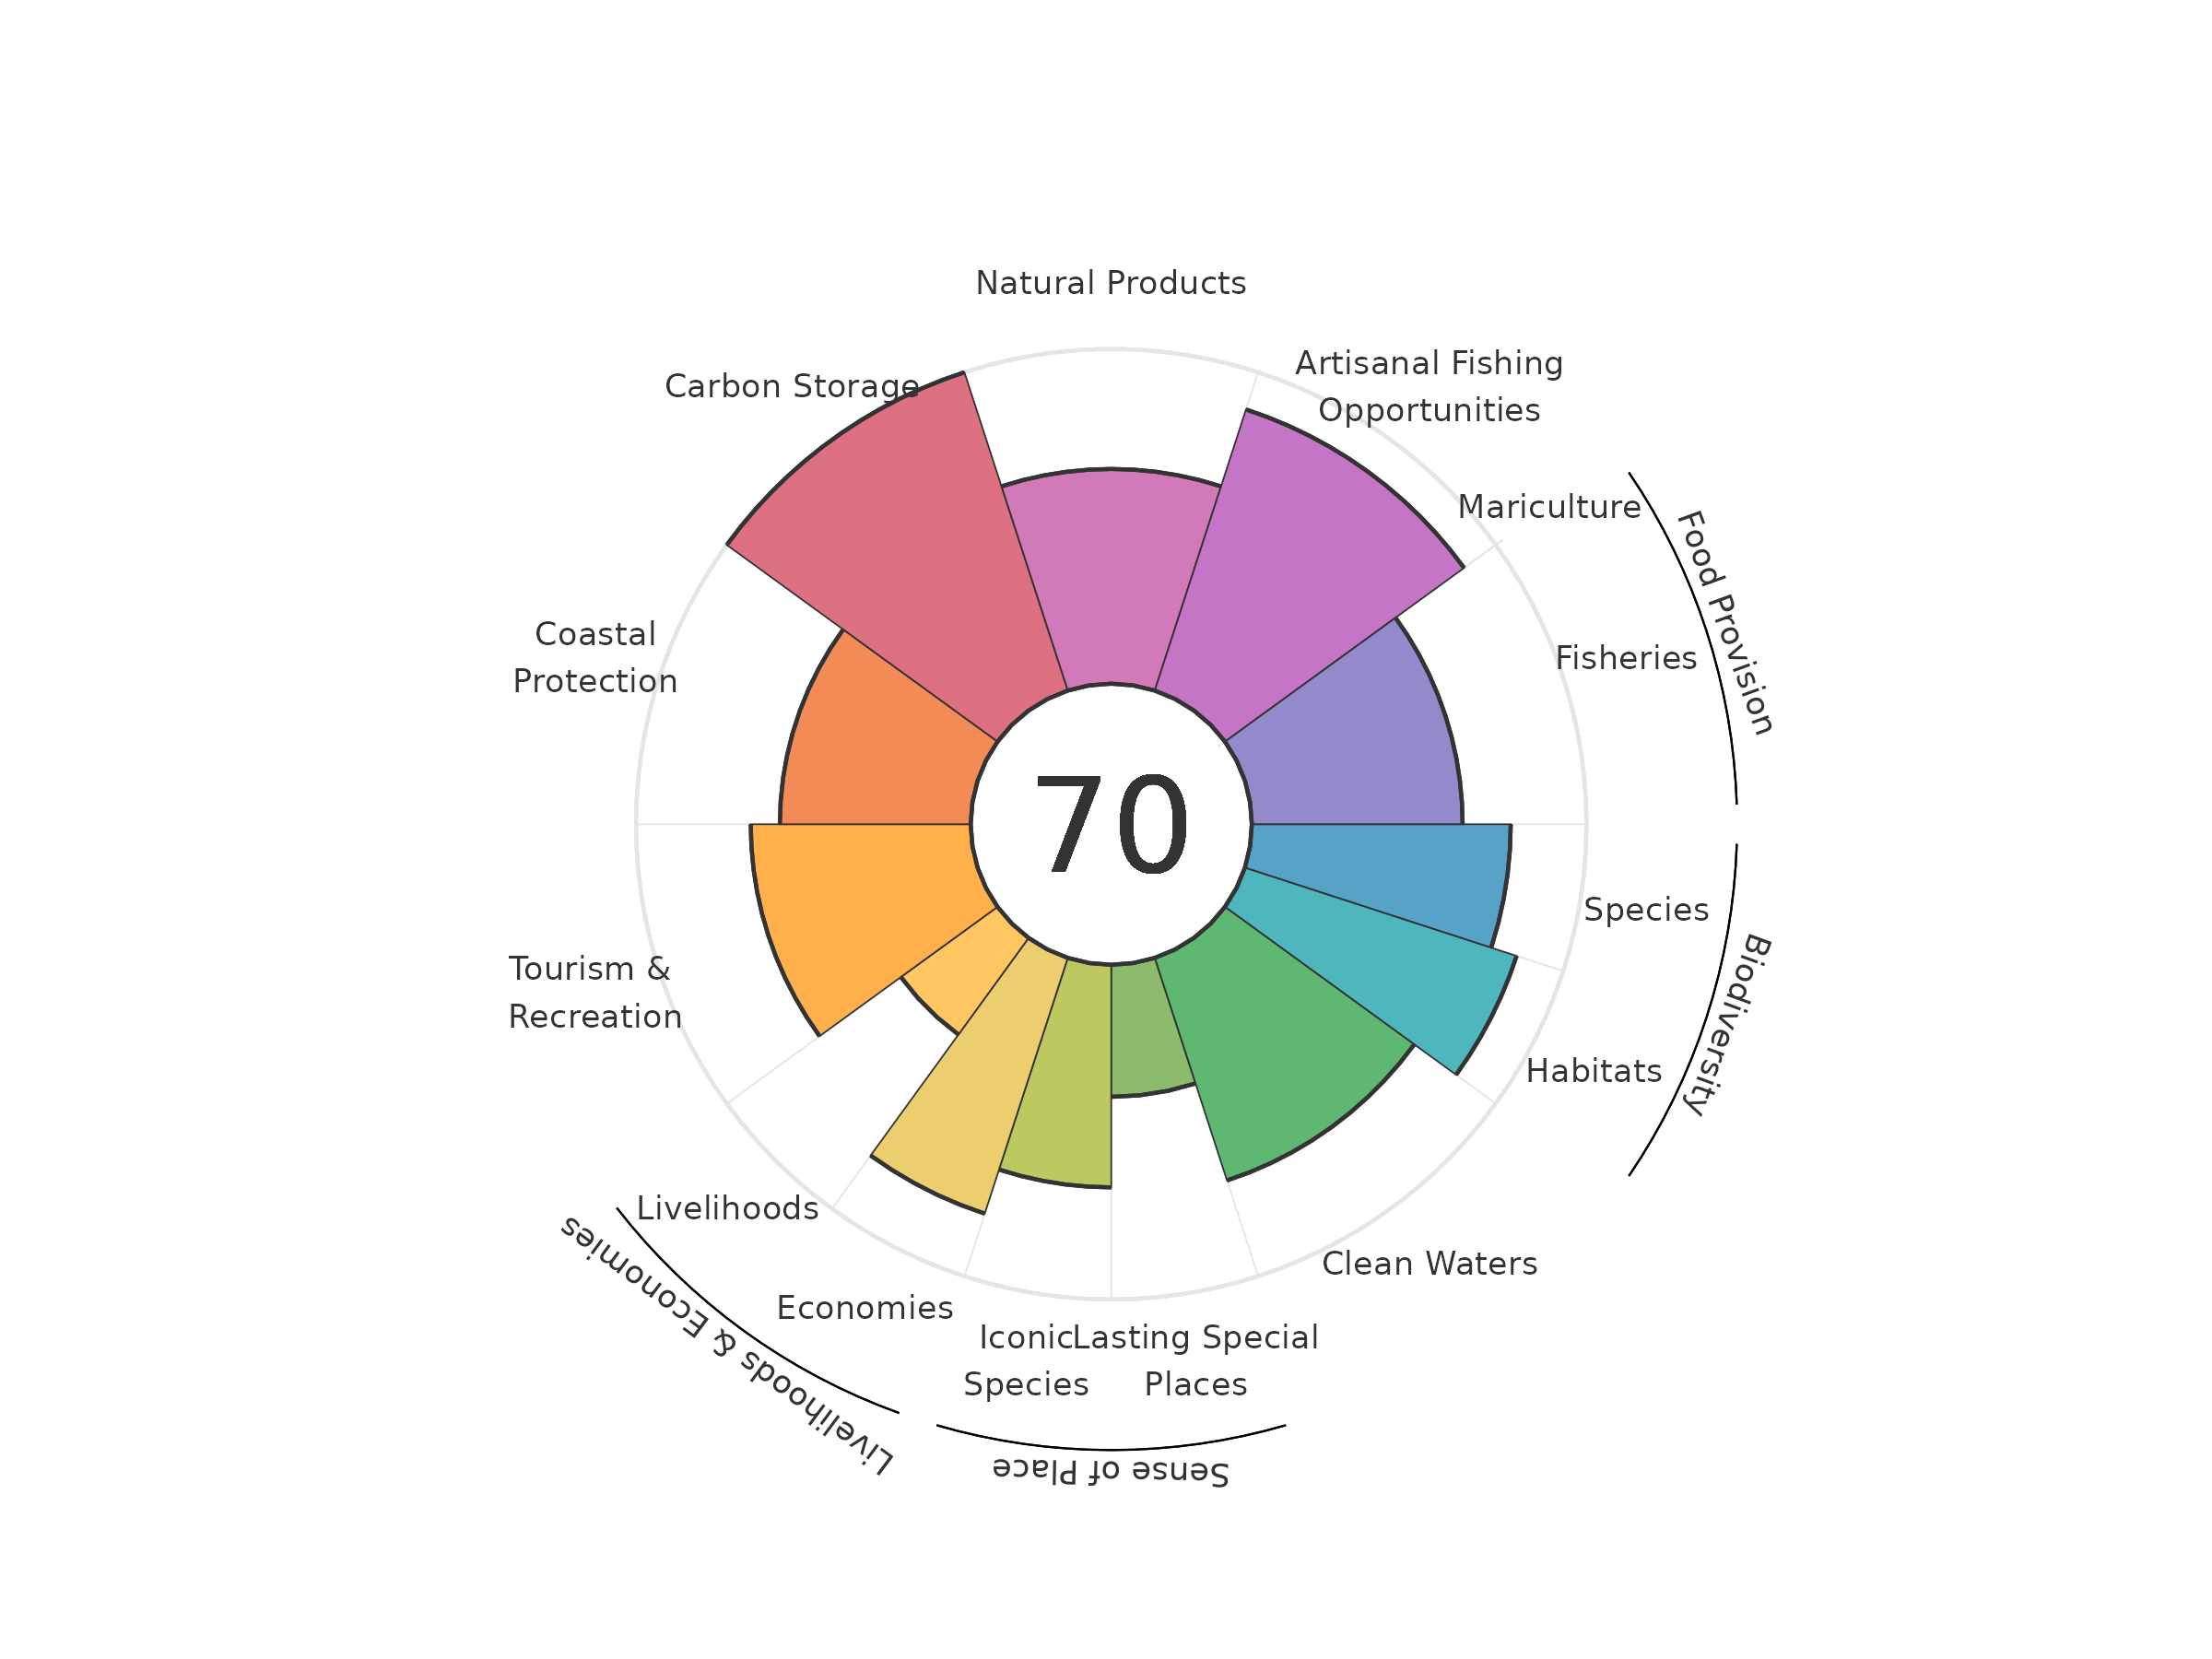 Natural Products
Artisanal Fishing
Opportunities
Carbon Storage
Mariculture
Food Provision
Fisheries
Coastal
Protection
70
Species
Biodiversity
Tourism &
Recreation
Habitats
Livelihoods
Clean Waters
Livelihoods & Economies
Economies
Iconic
Species
Lasting Special
Places
Sense of Place